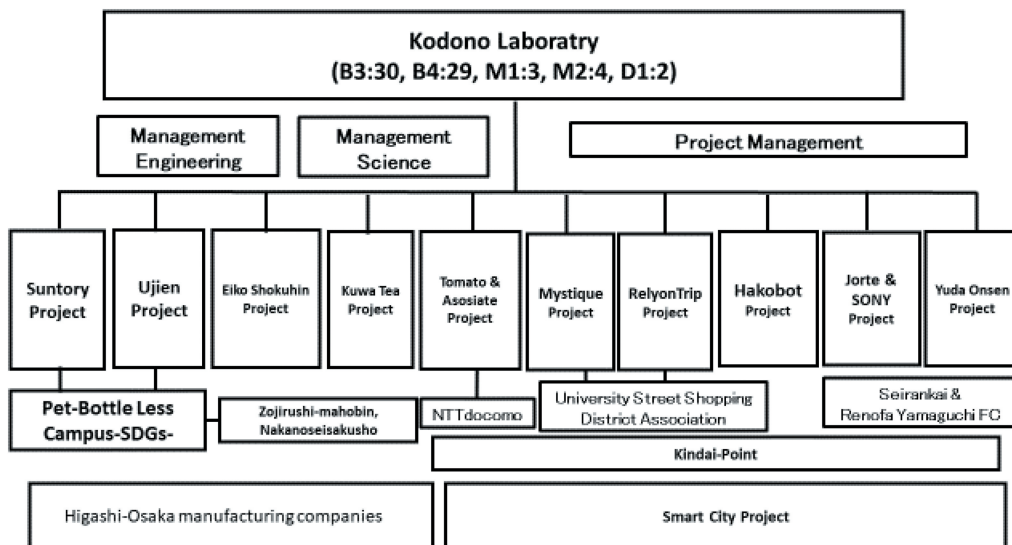 Kodono Laboratry
(B3:30, B4:29, M1:3, M2:4, D1:2)
Management
Engineering
Management
Science
Project Management
Suntory
Project
Ujien
Project
Eiko Shokuhin
Project
Kuwa Tea
Project
Tomato &
Asosiate
Project
Mystique
Project
RelyonTrip
Project
Hakobot
Project
Jorte &
SONY
Project
Yuda Onsen
Project
Pet-Bottle Less
Campus-SDGs-
Zojirushi-mahobin,
Nakanoseisakusho
NTTdocomo
University Street Shopping
District Association
Seirankai &
Renofa Yamaguchi FC
Kindai-Point
Higashi-Osaka manufacturing companies
Smart City Project